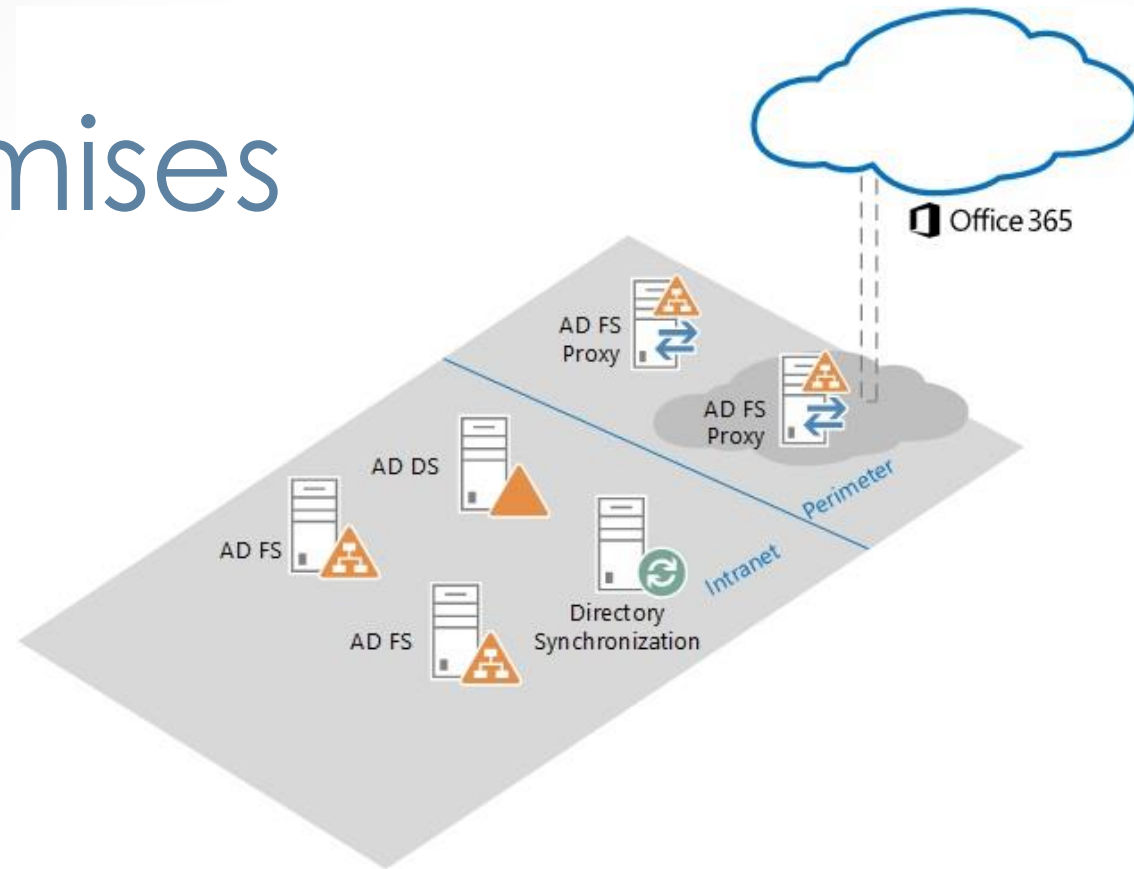 mises
Office 365
AD FS
Proxy
AD FS
Proxy
AD DS
Perimeter
AD FS
Intranet
Directory
Synchronization
AD FS